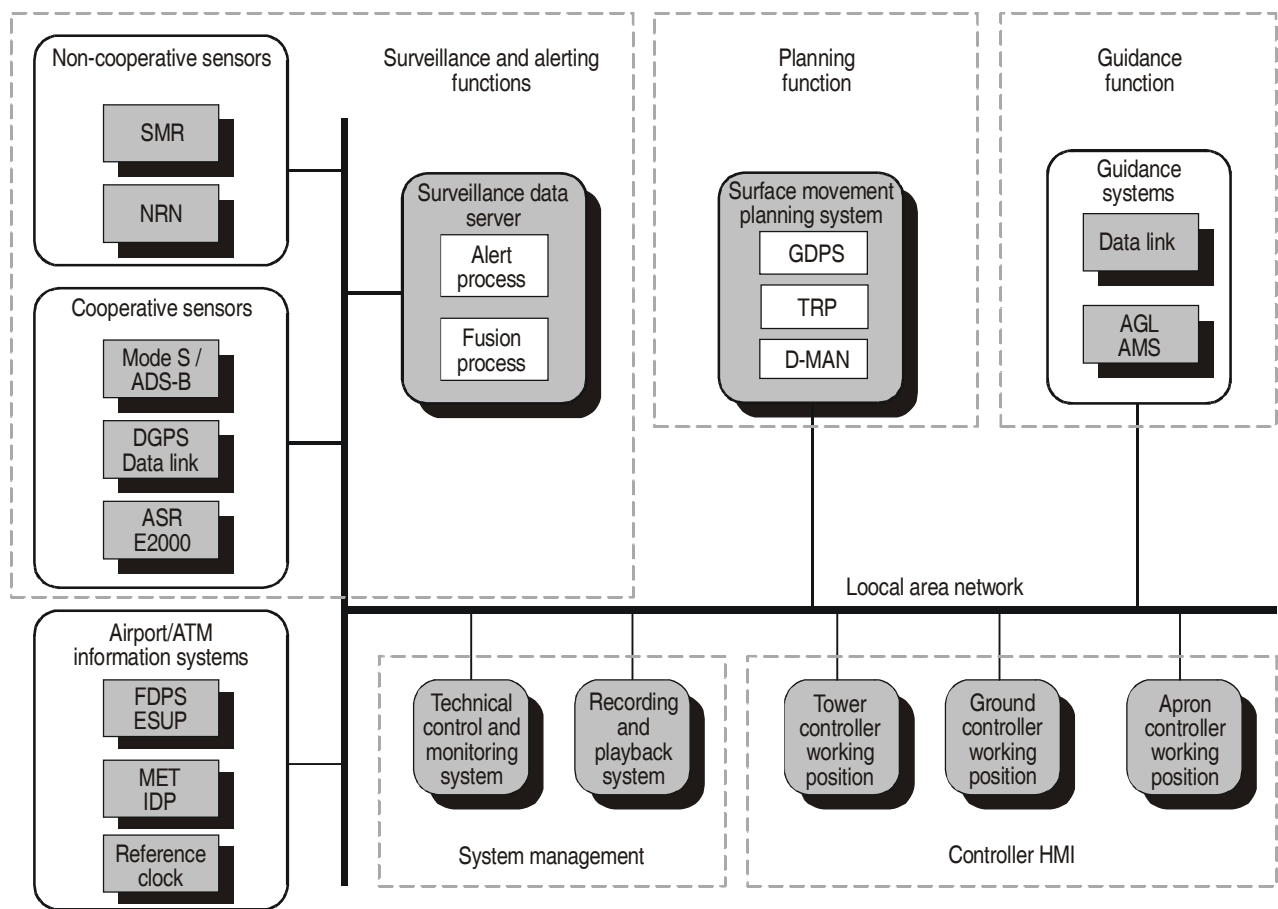 Non-cooperative sensors
SMR
NRN
Surveillance and alerting
functions
Surveillance data
server
Alert
process
Fusion
process
Cooperative sensors
Mode S /
ADS-B
DGPS
Data link
ASR
E2000
Planning
function
Surface movement
planning system
GDPS
TRP
D-MAN
Guidance
function
Guidance
systems
Data link
AGL
AMS
Loocal area network
Airport/ATM
information systems
FDPS
ESUP
MET
IDP
Reference
clock
Technical
control and
monitoring
system
Recording
and
playback
system
System management
Tower
controller
working
position
Ground
controller
working
position
Apron
controller
working
position
Controller HMI